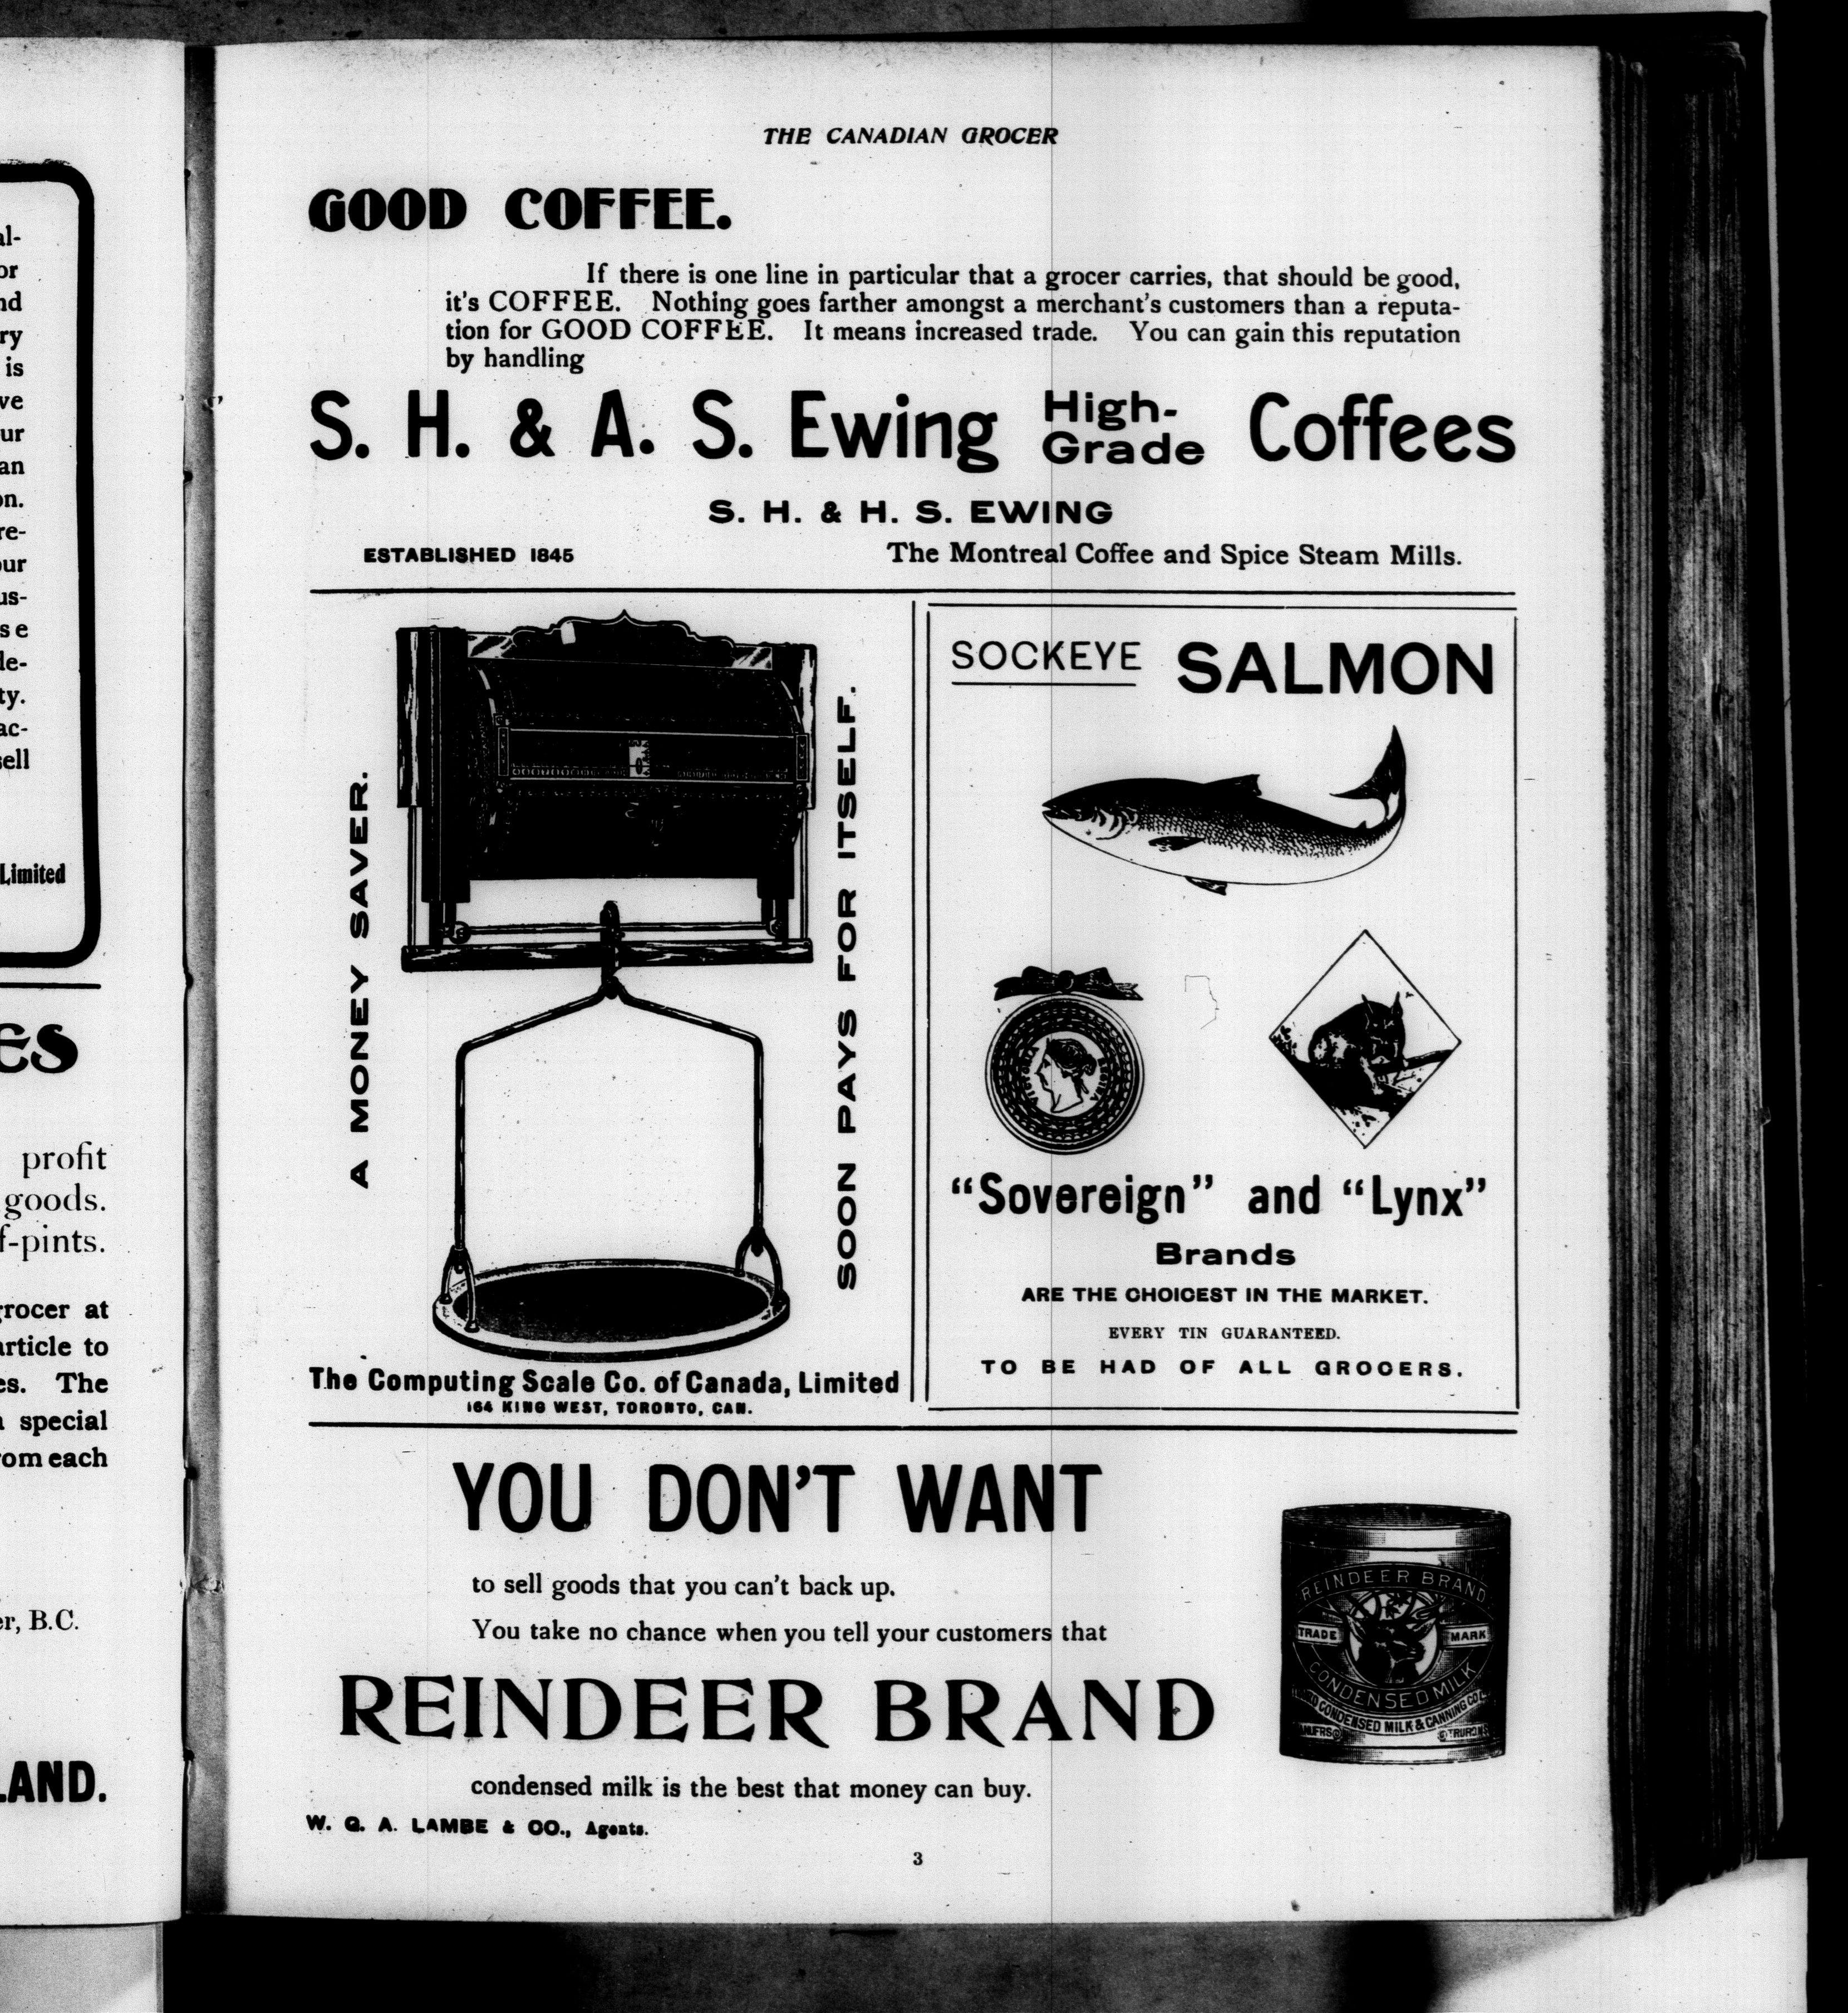 al-
or
nd
ry
is
ve
ur
an
on.
re-
our
us-
s e
de-
ty.
ac-
sell
Limited
ES
profit
goods.
f-pints.
grocer at
article to
es. The
a special
rom each
er, B.C.
LAND.
THE CANADIAN GROCER
GOOD COFFEE.
If there is one line in particular that a grocer carries, that should be good,
it's COFFEE. Nothing goes farther amongst a merchant's customers than a reputa-
tion for GOOD COFFEE. It means increased trade. You can gain this reputation
by handling
S. H. & A. S. Ewing High-Grade Coffees
S. H. & H. S. EWING
ESTABLISHED 1845 The Montreal Coffee and Spice Steam Mills.
A MONEY SAVER.
SOON PAYS FOR ITSELF.
The Computing Scale Co. of Canada, Limited
164 KING WEST, TORONTO, CAN.
SOCKEYE SALMON
VICTORIA REGINA
"Sovereign" and "Lynx"
Brands
ARE THE CHOICEST IN THE MARKET.
EVERY TIN GUARANTEED.
TO BE HAD OF ALL GROCERS.
YOU DON'T WANT
to sell goods that you can't back up.
You take no chance when you tell your customers that
REINDEER BRAND
condensed milk is the best that money can buy.
W. G. A. LAMBE & CO., Agents.
REINDEER BRAND
TRADE MARK
CONDENSED MILK
CONDENSED MILK & CANNING CO.
3